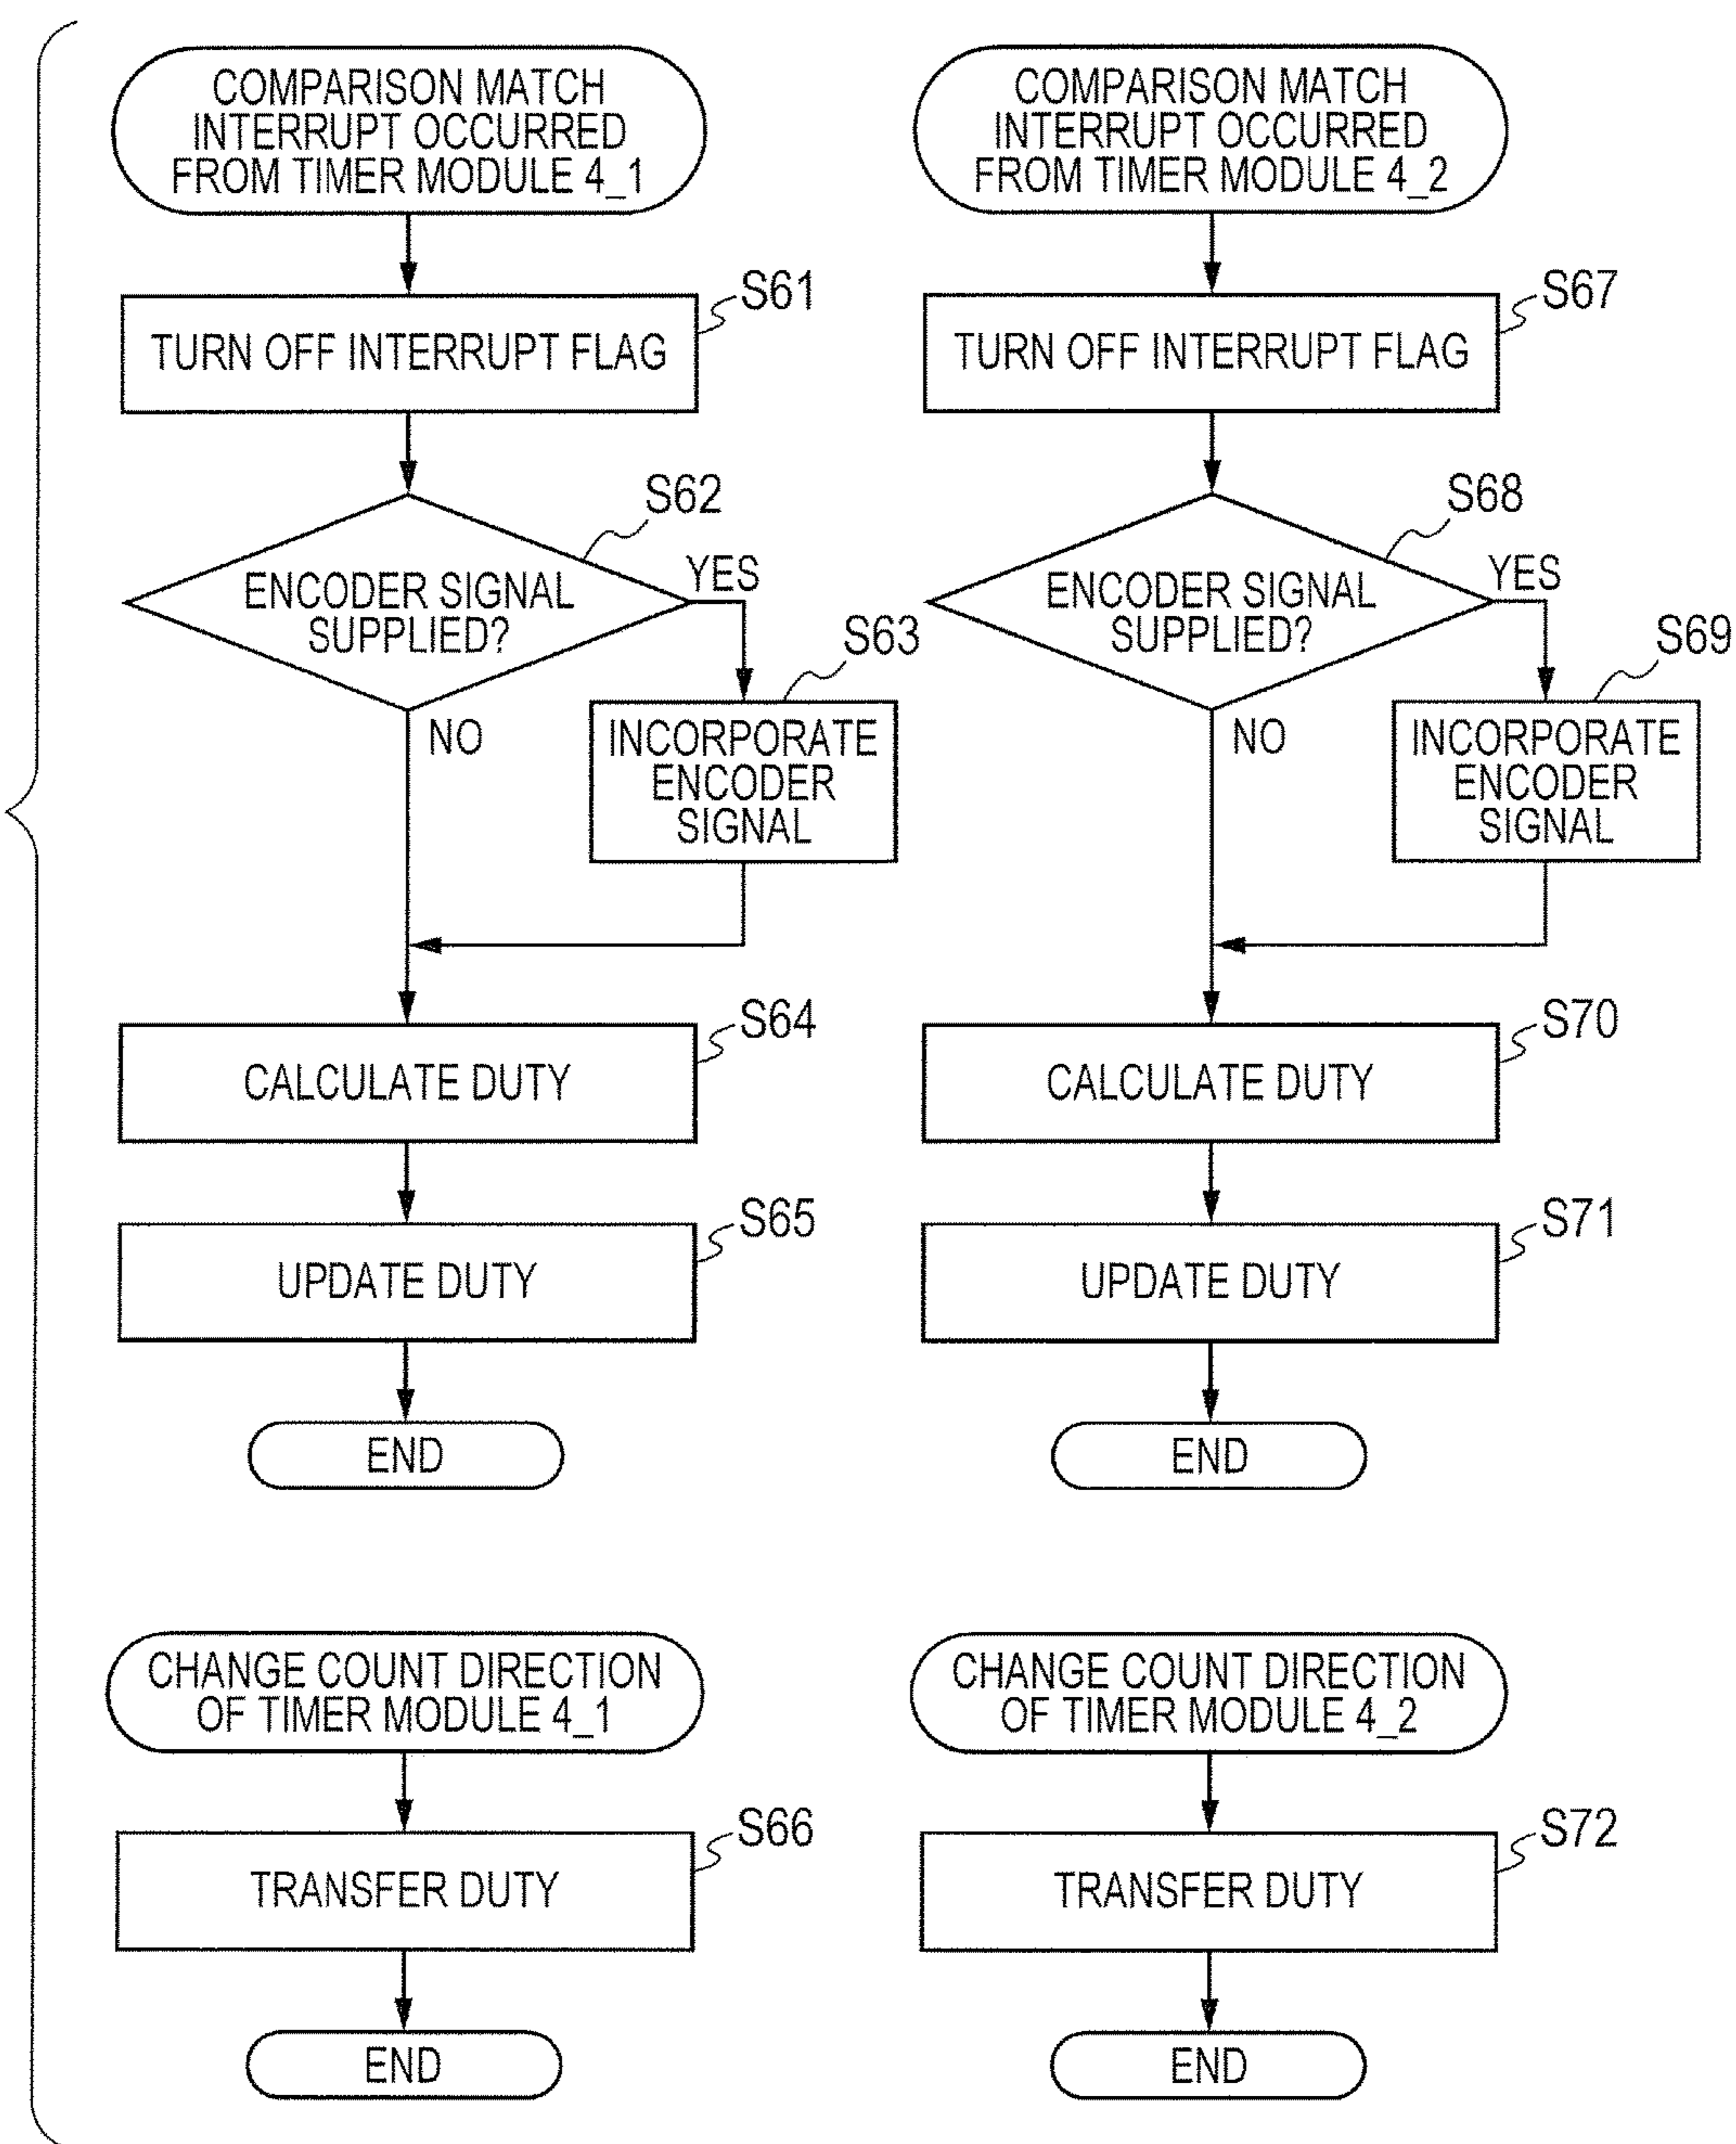 COMPARISON MATCH
INTERRUPT OCCURRED
FROM TIMER MODULE 4_1
S61
TURN OFF INTERRUPT FLAG
S62
ENCODER SIGNAL
SUPPLIED?
YES
NO
S63
INCORPORATE
ENCODER
SIGNAL
S64
CALCULATE DUTY
S65
UPDATE DUTY
END
CHANGE COUNT DIRECTION
OF TIMER MODULE 4_1
S66
TRANSFER DUTY
END
COMPARISON MATCH
INTERRUPT OCCURRED
FROM TIMER MODULE 4_2
S67
TURN OFF INTERRUPT FLAG
S68
ENCODER SIGNAL
SUPPLIED?
YES
NO
S69
INCORPORATE
ENCODER
SIGNAL
S70
CALCULATE DUTY
S71
UPDATE DUTY
END
CHANGE COUNT DIRECTION
OF TIMER MODULE 4_2
S72
TRANSFER DUTY
END